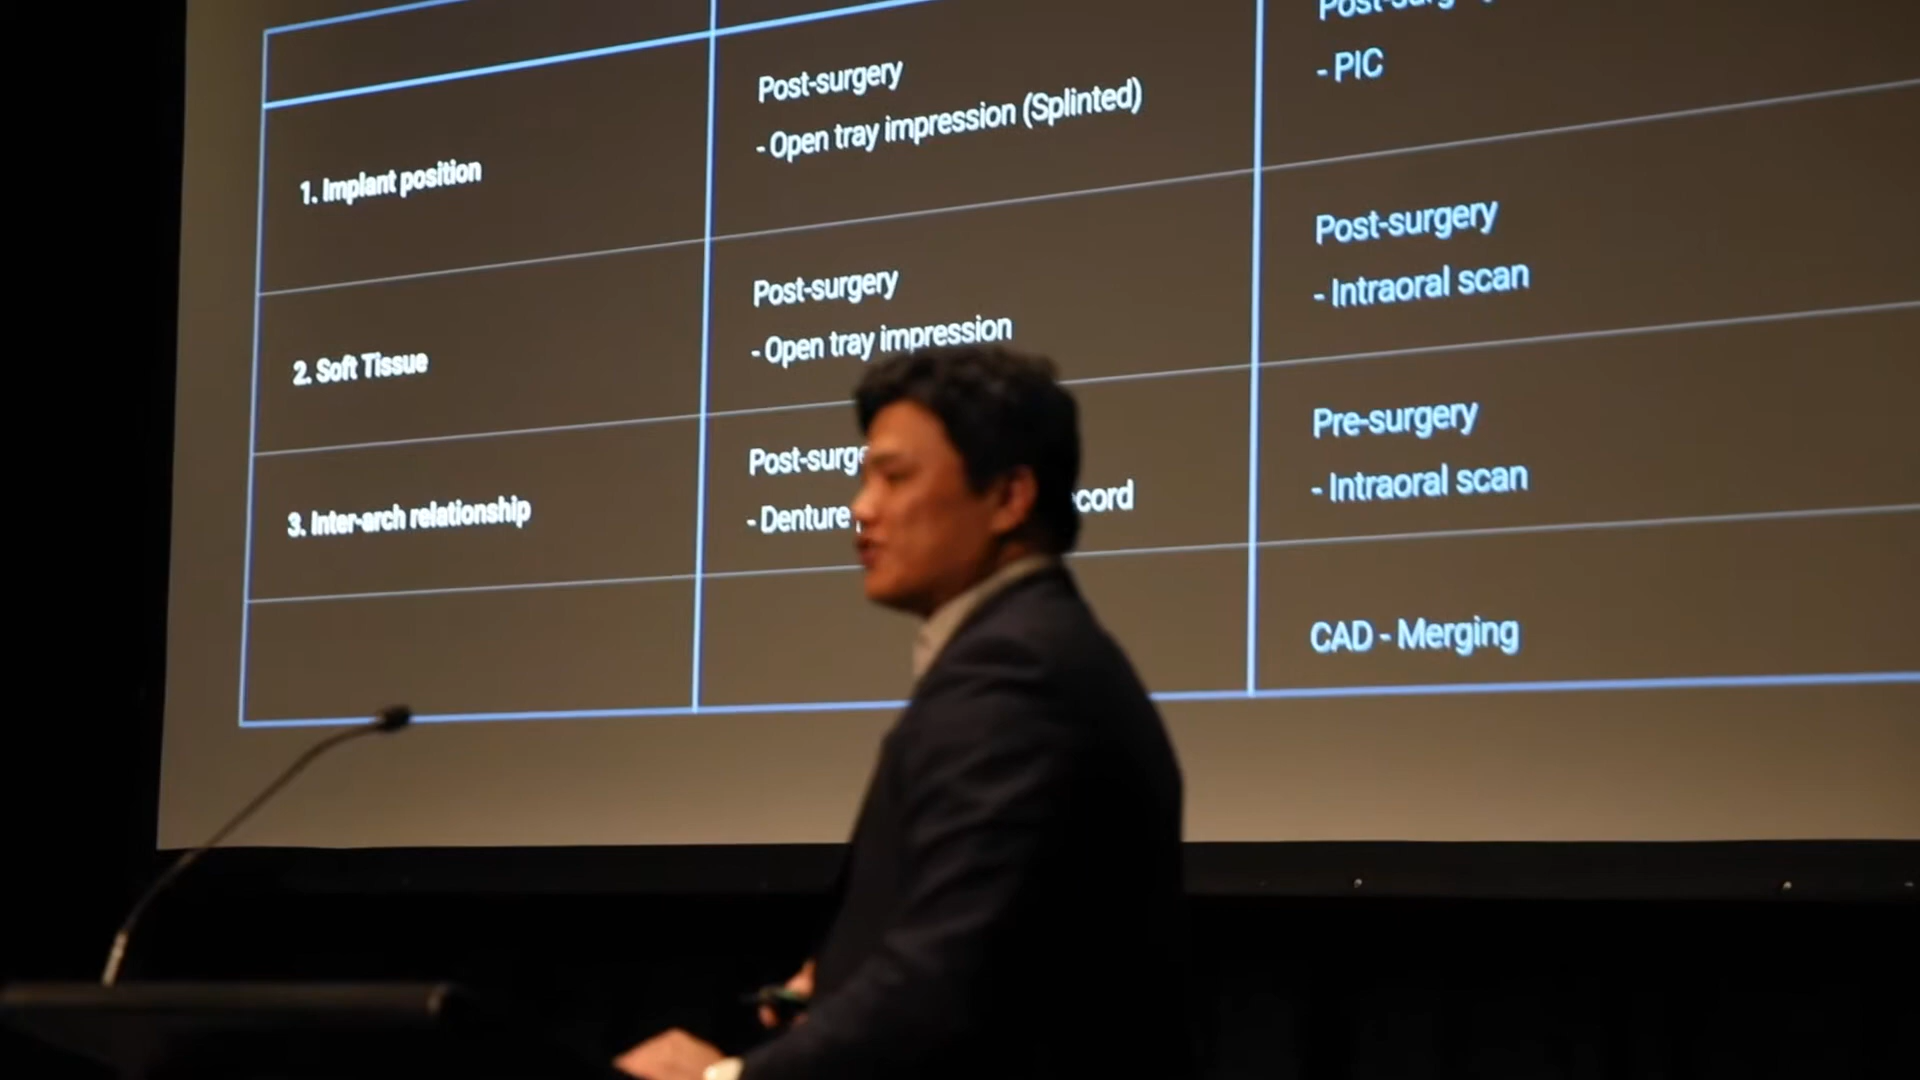 1. Implant position
Post-surgery
- Open tray impression (Splinted)
- PIC
2. Soft Tissue
Post-surgery
- Open tray impression
Post-surgery
- Intraoral scan
3. Inter-arch relationship
- Denture
Pre-surgery
- Intraoral scan
CAD - Merging